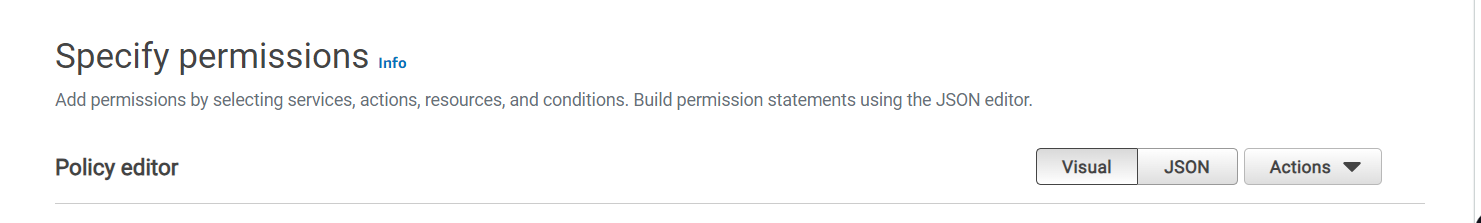 Specify permissions Info
Add permissions by selecting services, actions, resources, and conditions. Build permission statements using the JSON editor.
Policy editor Visual JSON Actions